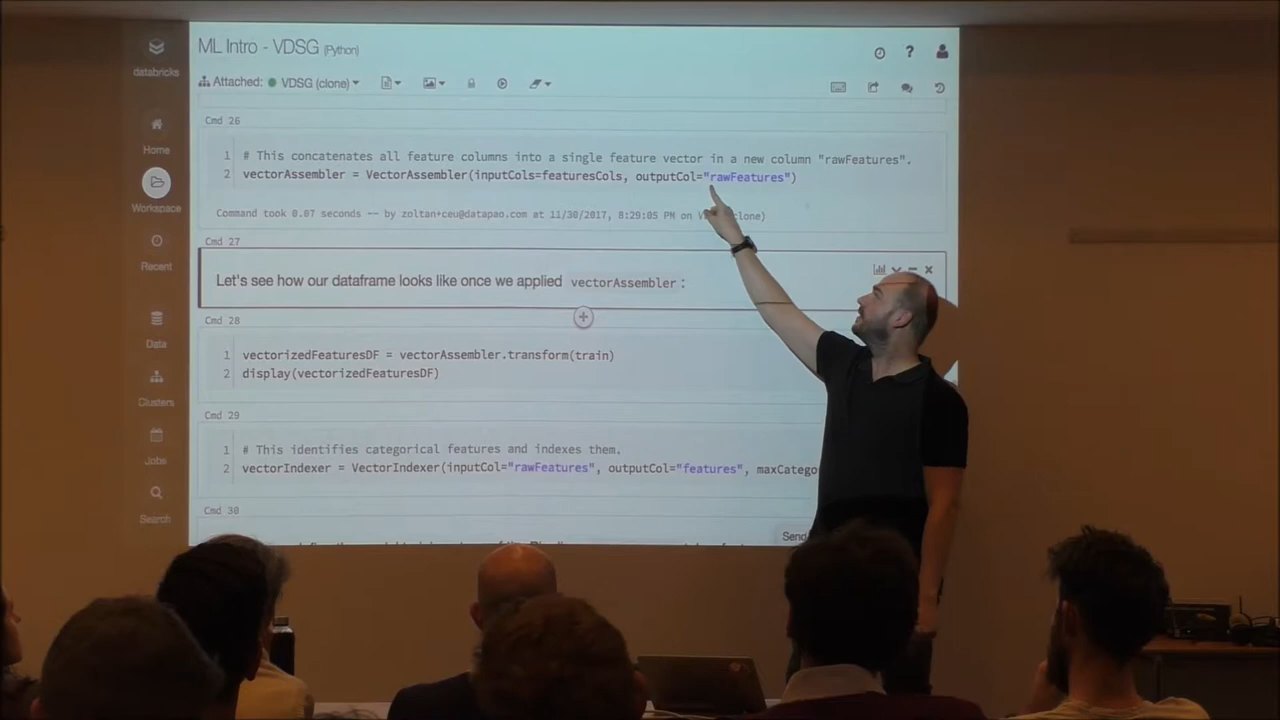 ML Intro - VDSG (Python)
databricks
Attached: VDSG (clone)
Home
Workspace
Recent
Data
Clusters
Jobs
Search
Cmd 26
1 # This concatenates all feature columns into a single feature vector in a new column "rawFeatures".
2 vectorAssembler = VectorAssembler(inputCols=featuresCols, outputCol="rawFeatures")
Command took 0.07 seconds -- by zoltan+ceu@datapao.com at 11/30/2017, 8:29:05 PM on clone)
Cmd 27
Let's see how our dataframe looks like once we applied vectorAssembler:
Cmd 28
1 vectorizedFeaturesDF = vectorAssembler.transform(train)
2 display(vectorizedFeaturesDF)
Cmd 29
1 # This identifies categorical features and indexes them.
2 vectorIndexer = VectorIndexer(inputCol="rawFeatures", outputCol="features", maxCatego
Cmd 30
Send